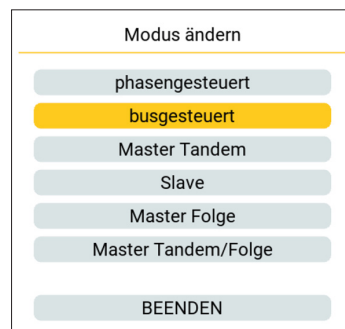 Modus ändern
phasengesteuert
busgesteuert
Master Tandem
Slave
Master Folge
Master Tandem/Folge
BEENDEN